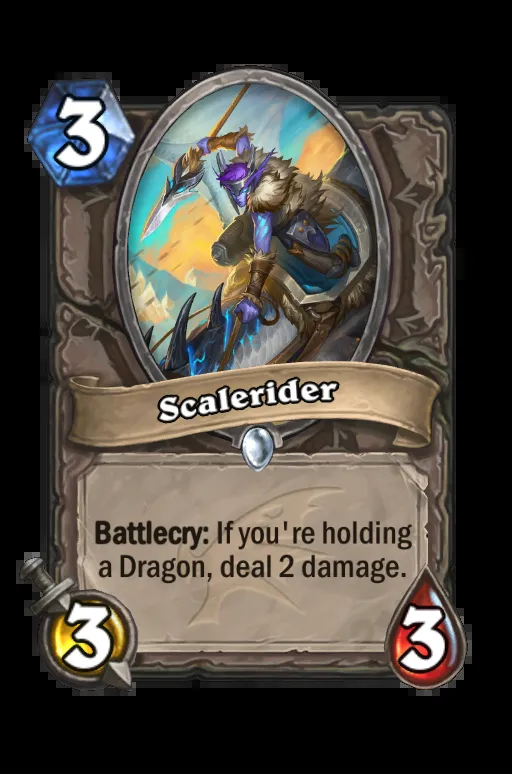 3
Scalerider
Battlecry: If you're holding
a Dragon, deal 2 damage.
3
3